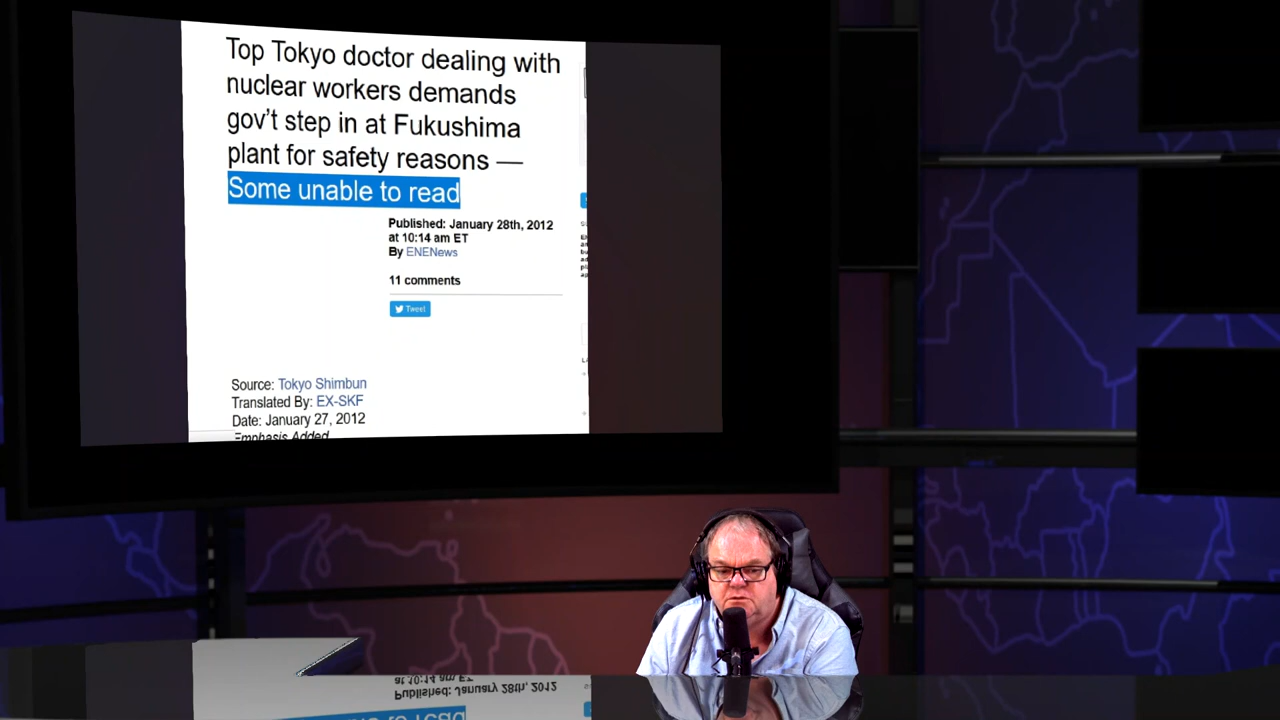 Top Tokyo doctor dealing with
nuclear workers demands
gov't step in at Fukushima
plant for safety reasons —
Some unable to read
Published: January 28th, 2012
at 10:14 am ET
By ENENews
11 comments
Tweet
Source: Tokyo Shimbun
Translated By: EX-SKF
Date: January 27, 2012
Emphasis Added